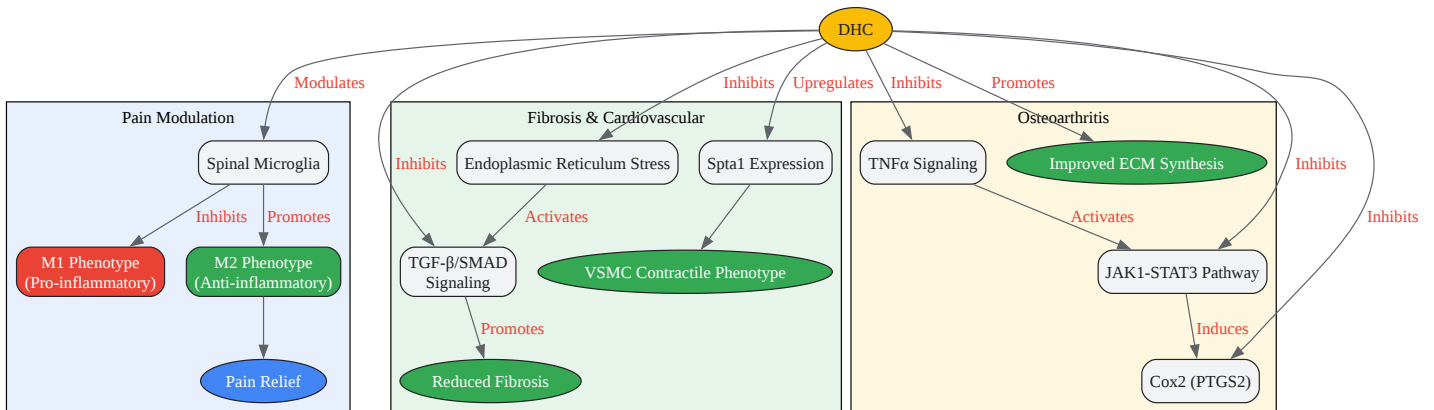 DHC
Modulates
Inhibits
Upregulates
Inhibits
Promotes
Pain Modulation
Fibrosis & Cardiovascular
Osteoarthritis
Spinal Microglia
Inhibits
Endoplasmic Reticulum Stress
Spta1 Expression
TNFα Signaling
Improved ECM Synthesis
Inhibits
Inhibits
Promotes
Activates
Activates
Inhibits
M1 Phenotype
(Pro-inflammatory)
M2 Phenotype
(Anti-inflammatory)
TGF-β/SMAD
Signaling
VSMC Contractile Phenotype
JAK1-STAT3 Pathway
Promotes
Induces
Pain Relief
Reduced Fibrosis
Cox2 (PTGS2)